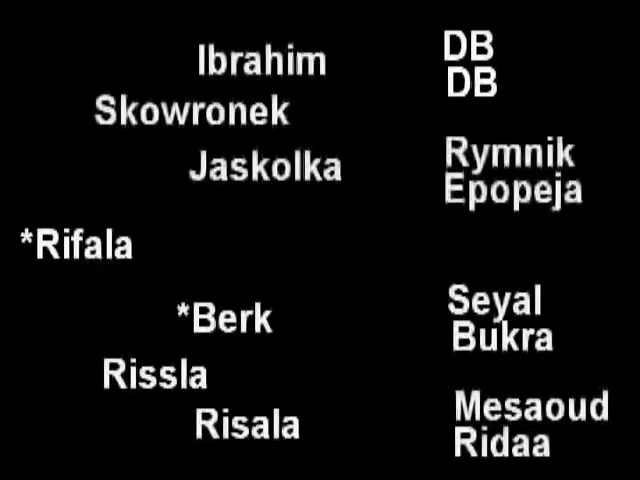 Ibrahim
DB
DB
Skowronek
Jaskolka
Rymnik
Epopeja
*Rifala
*Berk
Seyal
Bukra
Rissla
Risala
Mesaoud
Ridaa